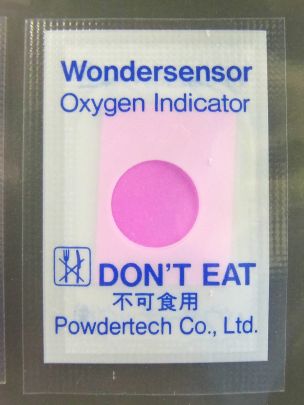 Wondersensor
Oxygen Indicator
DON'T EAT
不可食用
Powdertech Co., Ltd.